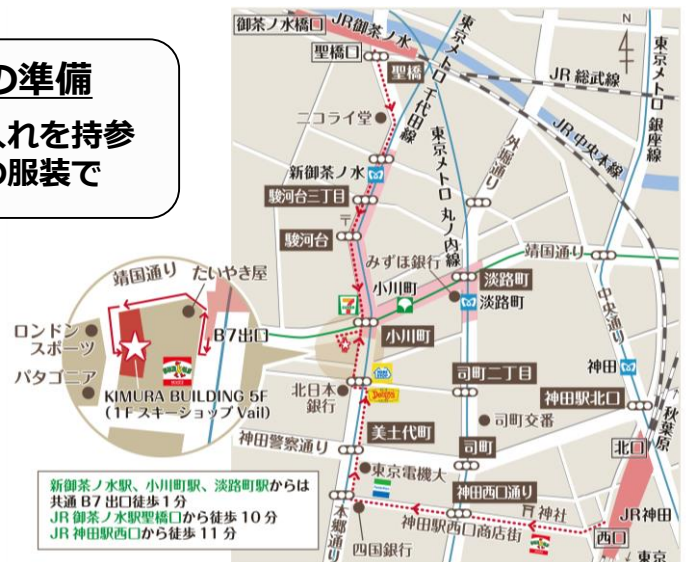 の準備
入れを持参
の服装で
御茶ノ水橋口
JR御茶ノ水
聖橋口
聖橋
東京メトロ 千代田線
東京メトロ 丸ノ内線
外堀通り
N
JR 総武線
JR 中央本線
東京メトロ 銀座線
ニコライ堂
新御茶ノ水
駿河台三丁目
〒
駿河台
みずほ銀行
靖国通り
淡路町
小川町
淡路町
小川町
中央通り
神田
靖国通り
たいやき屋
ロンドン
スポーツ
B7出口
パタゴニア
KIMURA BUILDING 5F
(1F スキーショップ Vail)
北日本
銀行
司町二丁目
神田駅北口
秋葉原
美土代町
司町交番
神田警察通り
司町
北口
東京電機大
神田西口通り
神社
JR神田
神田駅西口商店街
西口
本郷通り
四国銀行
東京
新御茶ノ水駅、小川町駅、淡路町駅からは
共通 B7 出口徒歩 1 分
JR 御茶ノ水駅聖橋口から徒歩 10 分
JR 神田駅西口から徒歩 11 分